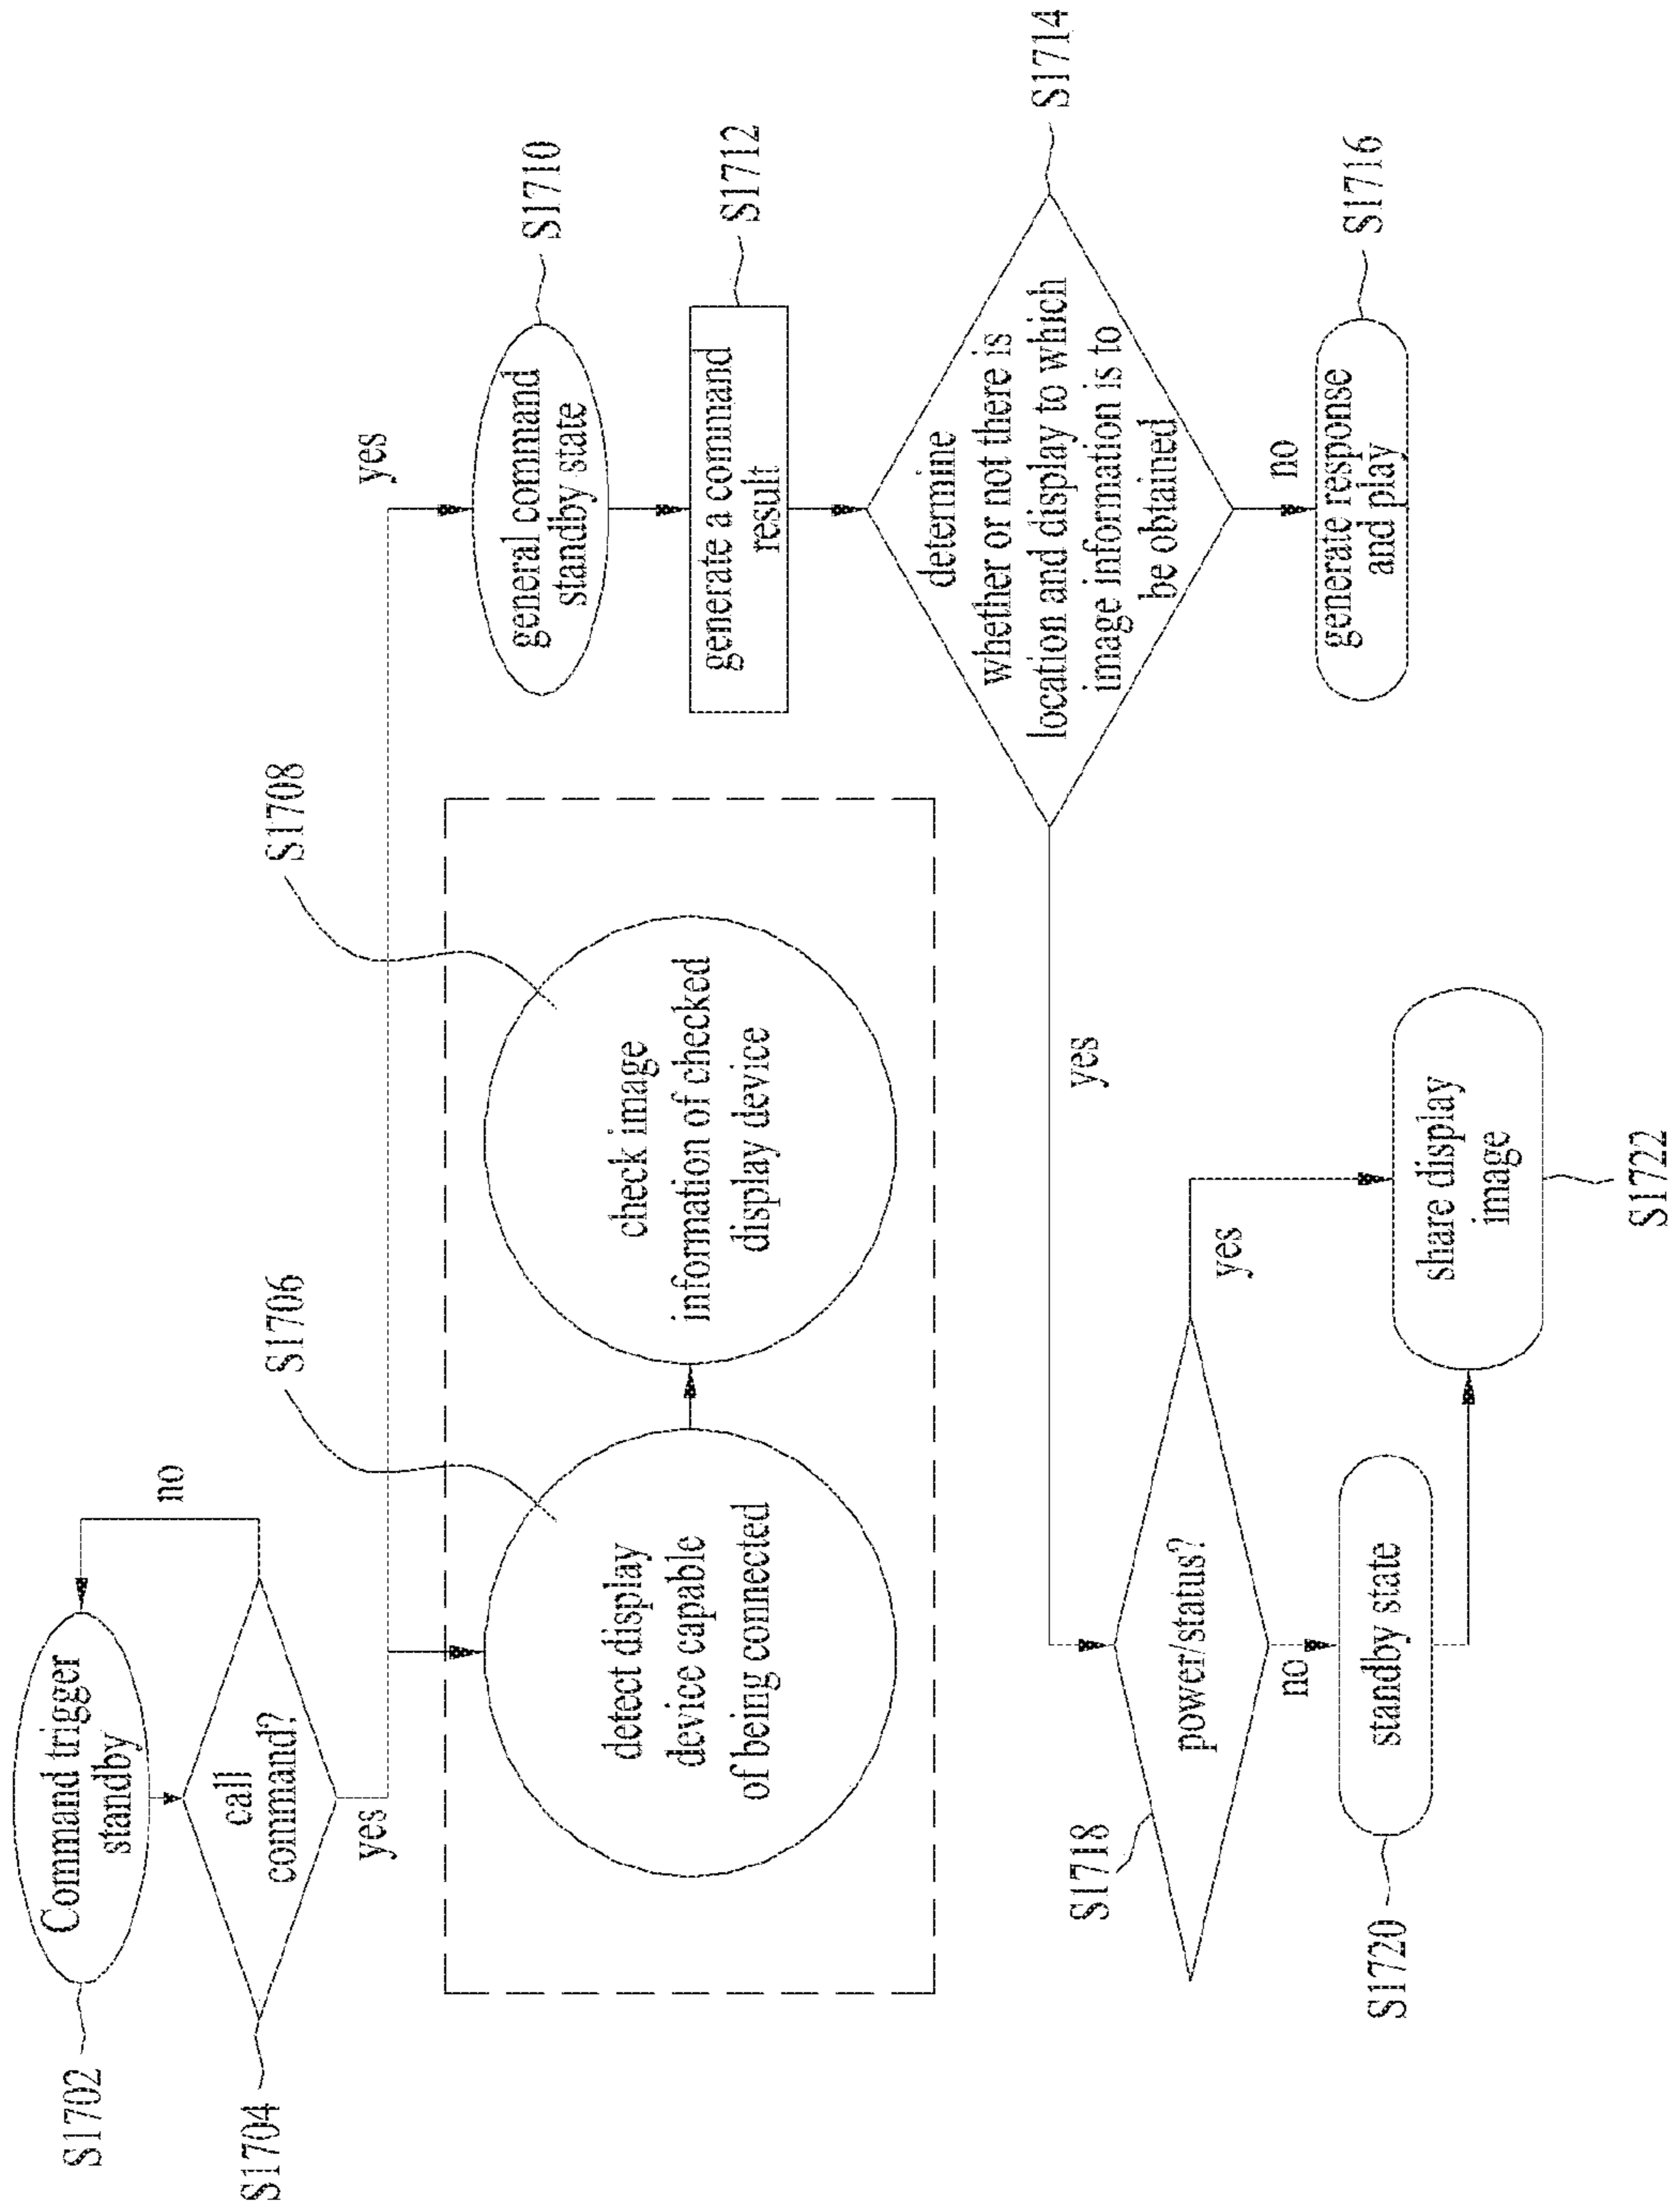 S1702
Command trigger
standby
no
S1704
call
command?
yes
yes
S1706
detect display
device capable
of being connected
S1708
check image
information of checked
display device
general command
standby state
S1710
generate a command
result
S1712
determine
whether or not there is
location and display to which
image information is to
be obtained
S1714
yes
no
generate response
and play
S1716
S1718
power/status?
yes
no
standby state
S1720
share display
image
S1722